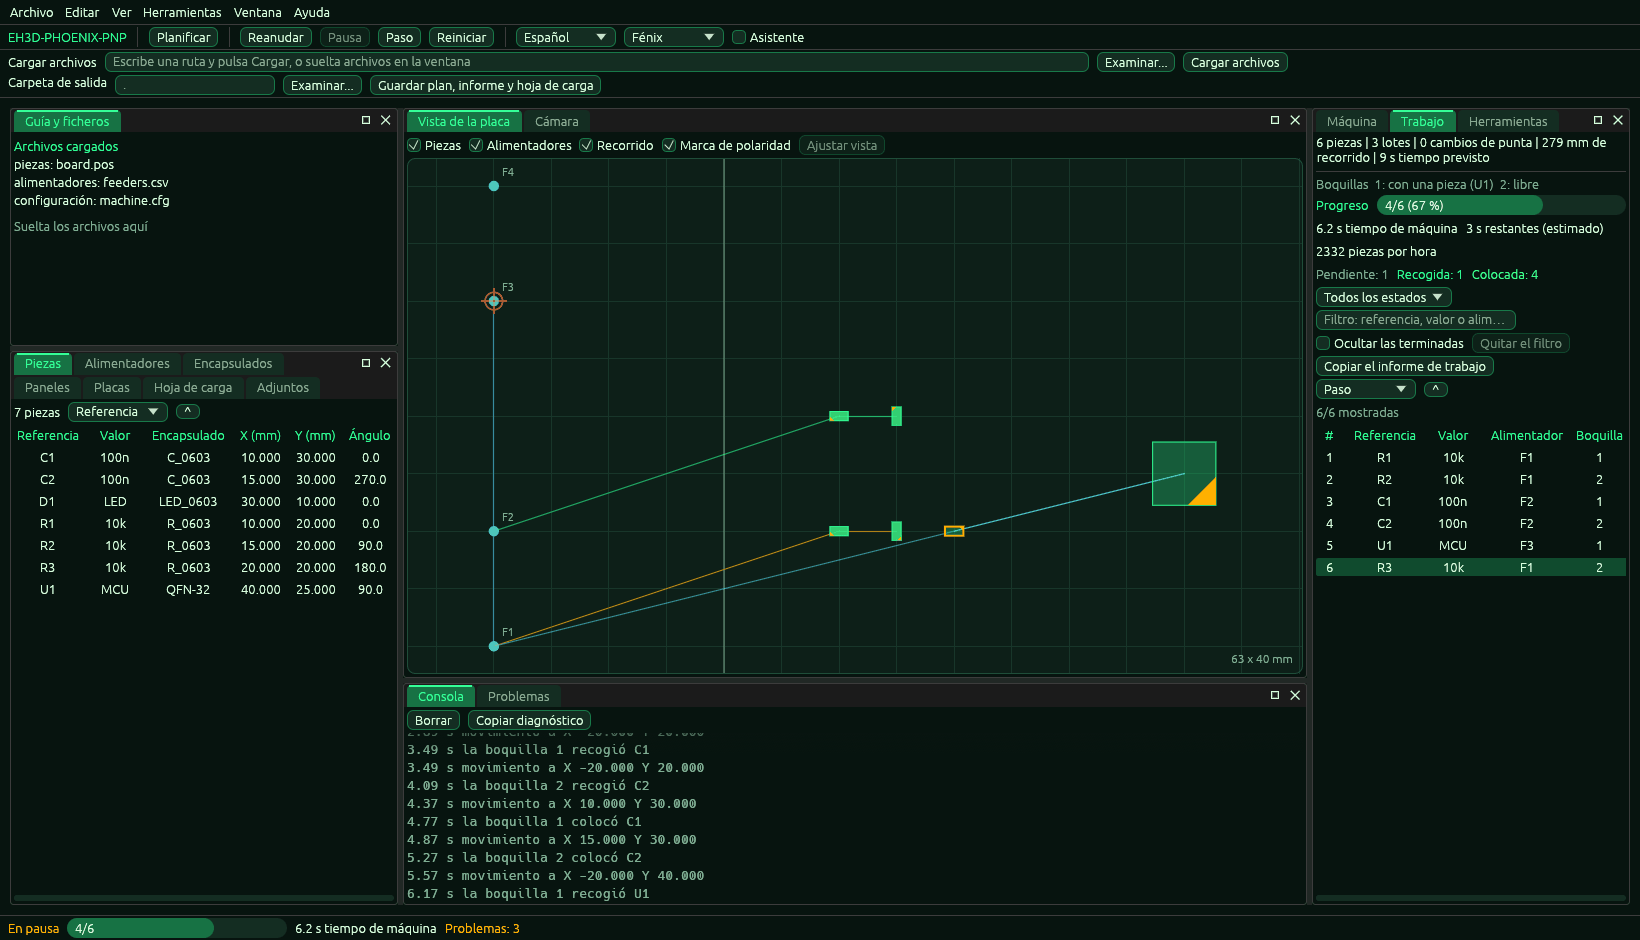 Archivo Editar Ver Herramientas Ventana Ayuda
EH3D-PHOENIX-PNP Planificar Reanudar Pausa Paso Reiniciar Español Fénix Asistente
Cargar archivos Escribe una ruta y pulsa Cargar, o suelta archivos en la ventana Examinar... Cargar archivos
Carpeta de salida . Examinar... Guardar plan, informe y hoja de carga
Guía y ficheros
Archivos cargados
piezas: board.pos
alimentadores: feeders.csv
configuración: machine.cfg
Suelta los archivos aquí
Piezas Alimentadores Encapsulados
Paneles Placas Hoja de carga Adjuntos
7 piezas Referencia ^
Referencia Valor Encapsulado X (mm) Y (mm) Ángulo
C1 100n C_0603 10.000 30.000 0.0
C2 100n C_0603 15.000 30.000 270.0
D1 LED LED_0603 30.000 10.000 0.0
R1 10k R_0603 10.000 20.000 0.0
R2 10k R_0603 15.000 20.000 90.0
R3 10k R_0603 20.000 20.000 180.0
U1 MCU QFN-32 40.000 25.000 90.0
Vista de la placa Cámara
Piezas Alimentadores Recorrido Marca de polaridad Ajustar vista
F4
F3
F2
F1
63 x 40 mm
Consola Problemas
Borrar Copiar diagnóstico
3.49 s la boquilla 1 recogió C1
3.49 s movimiento a X -20.000 Y 20.000
4.09 s la boquilla 2 recogió C2
4.37 s movimiento a X 10.000 Y 30.000
4.77 s la boquilla 1 colocó C1
4.87 s movimiento a X 15.000 Y 30.000
5.27 s la boquilla 2 colocó C2
5.57 s movimiento a X -20.000 Y 40.000
6.17 s la boquilla 1 recogió U1
Máquina Trabajo Herramientas
6 piezas | 3 lotes | 0 cambios de punta | 279 mm de
recorrido | 9 s tiempo previsto
Boquillas 1: con una pieza (U1) 2: libre
Progreso 4/6 (67 %)
6.2 s tiempo de máquina 3 s restantes (estimado)
2332 piezas por hora
Pendiente: 1 Recogida: 1 Colocada: 4
Todos los estados
Filtro: referencia, valor o alim...
Ocultar las terminadas Quitar el filtro
Copiar el informe de trabajo
Paso ^
6/6 mostradas
# Referencia Valor Alimentador Boquilla
1 R1 10k F1 1
2 R2 10k F1 2
3 C1 100n F2 1
4 C2 100n F2 2
5 U1 MCU F3 1
6 R3 10k F1 2
En pausa 4/6 6.2 s tiempo de máquina Problemas: 3